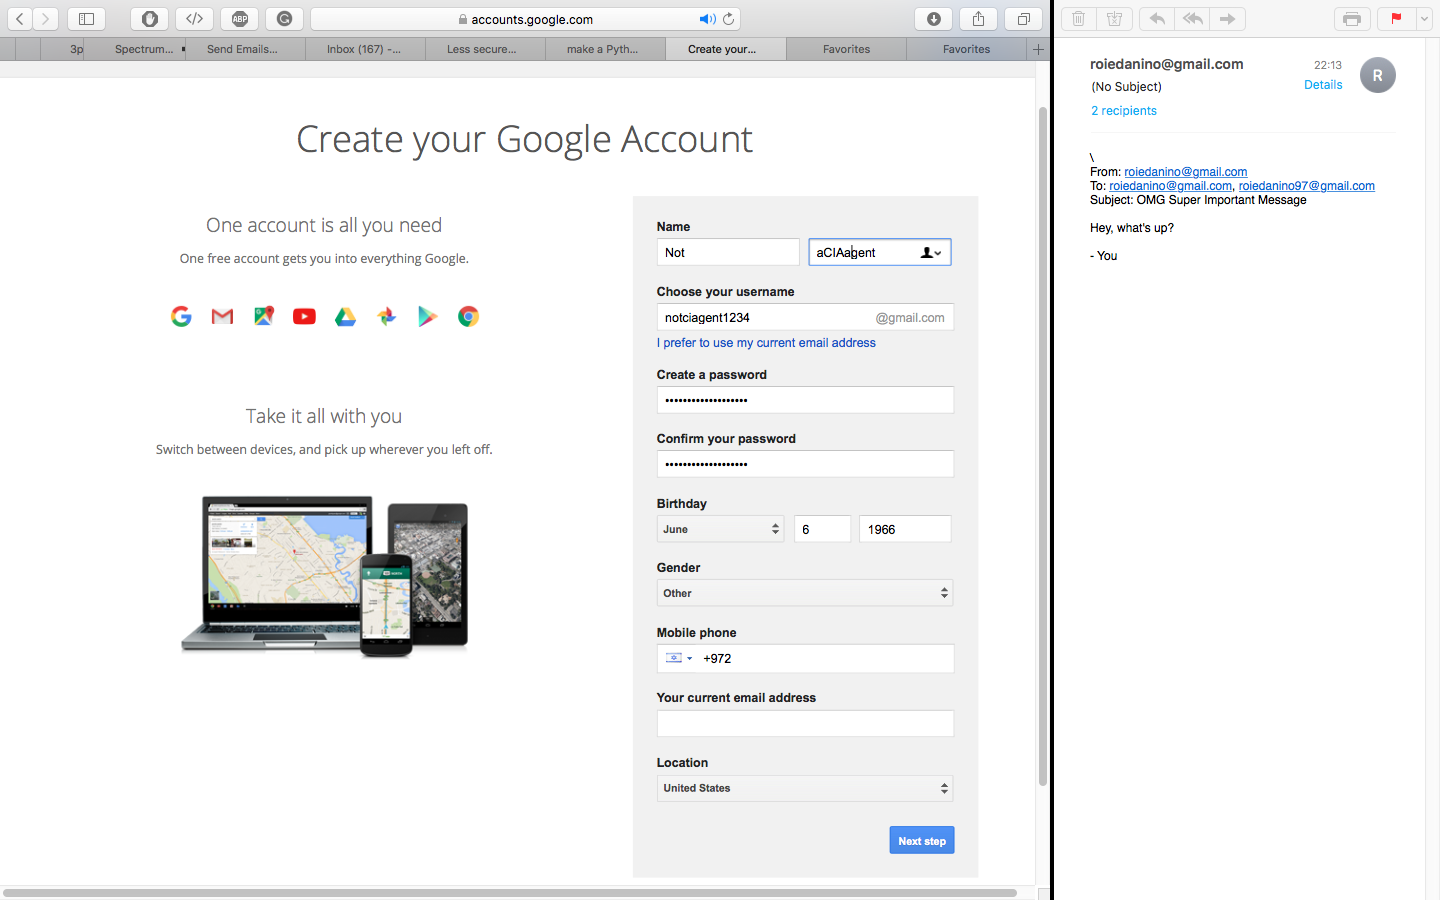 accounts.google.com
3p
Spectrum...
Send Emails...
Inbox (167) -...
Less secure...
make a Pyth...
Create your...
Favorites
Favorites
Create your Google Account
One account is all you need
One free account gets you into everything Google.
Take it all with you
Switch between devices, and pick up wherever you left off.
Name
Not
aCIAagent
Choose your username
notciagent1234
@gmail.com
I prefer to use my current email address
Create a password
•••••••••••••••••••
Confirm your password
•••••••••••••••••••
Birthday
June
6
1966
Gender
Other
Mobile phone
+972
Your current email address
Location
United States
Next step
roiedanino@gmail.com
22:13
R
(No Subject)
Details
2 recipients
\
From: roiedanino@gmail.com
To: roiedanino@gmail.com, roiedanino97@gmail.com
Subject: OMG Super Important Message
Hey, what's up?
- You
ABP